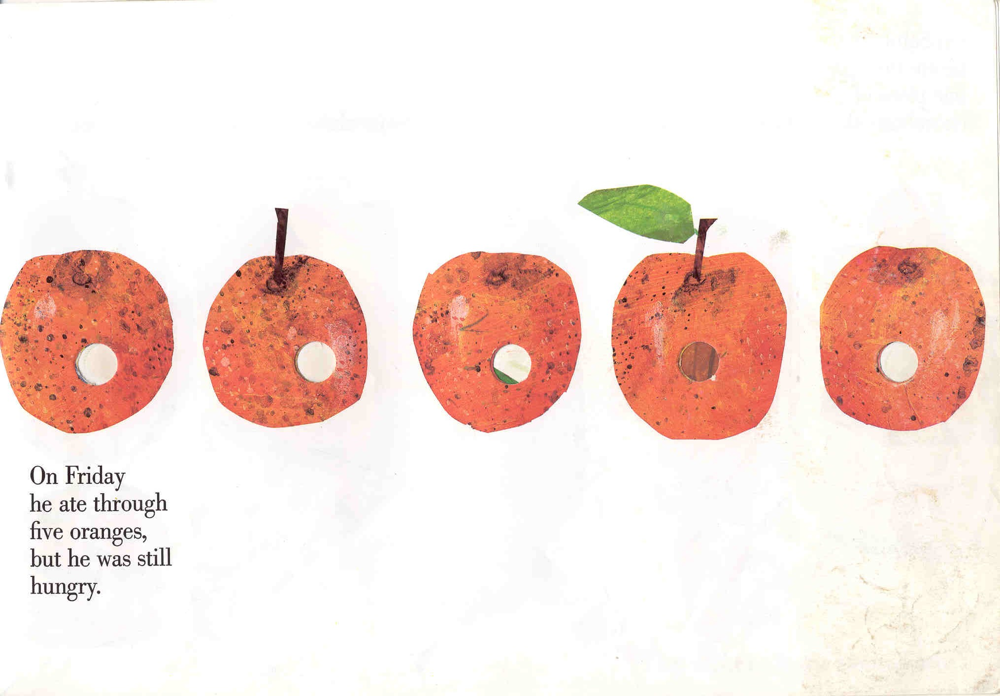 On Friday
he ate through
five oranges,
but he was still
hungry.